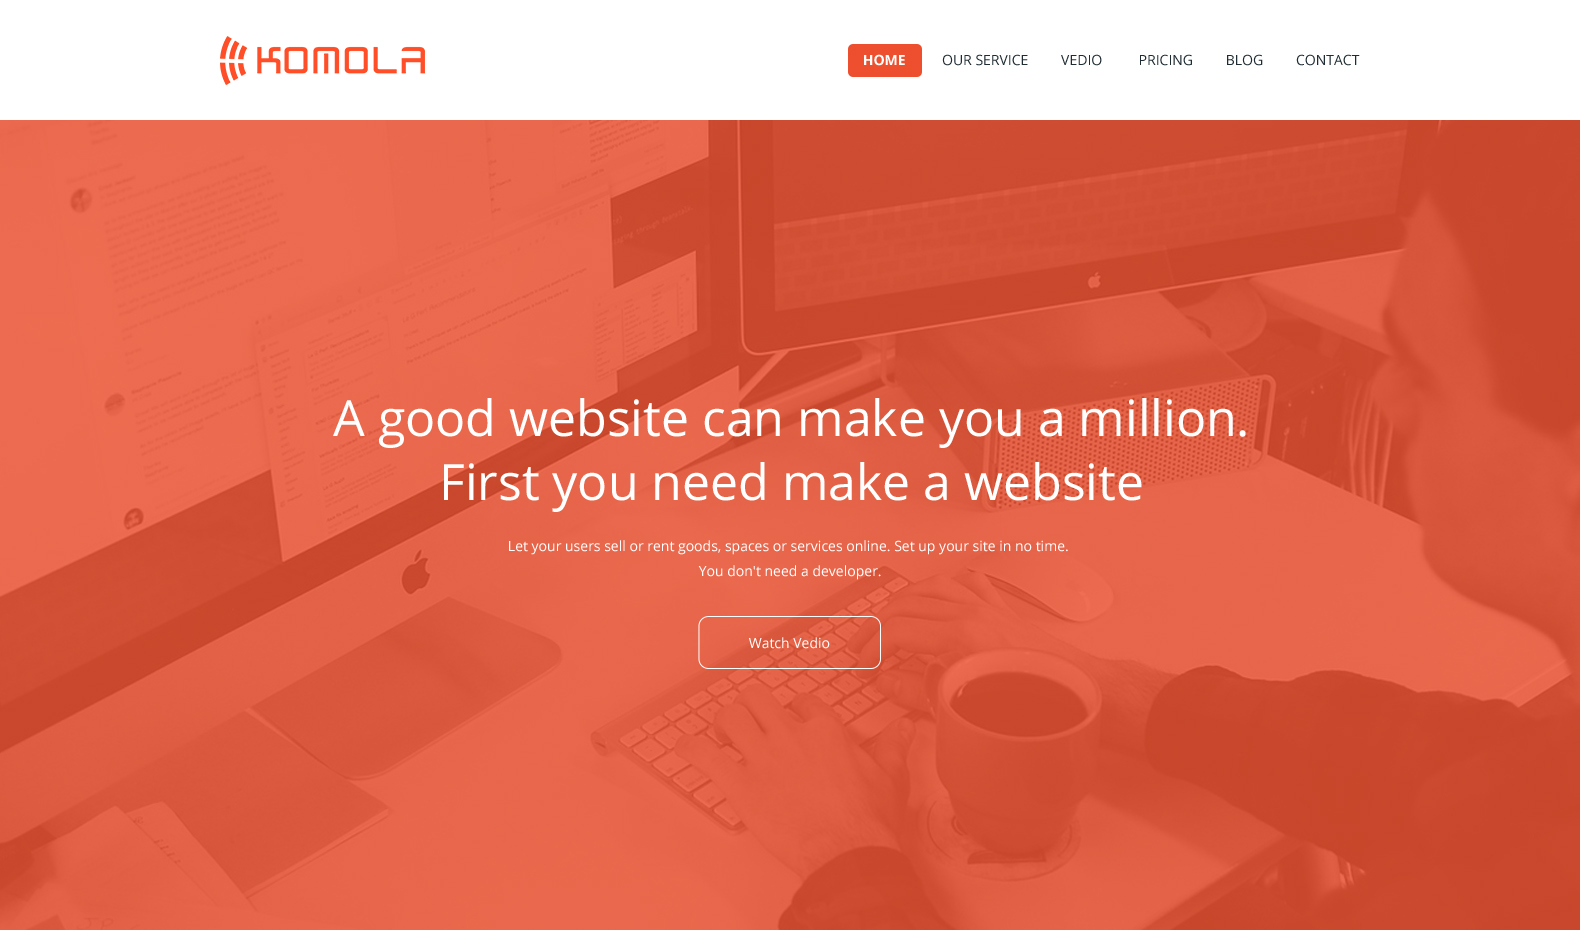 KOMOLA
HOME OUR SERVICE VEDIO PRICING BLOG CONTACT
A good website can make you a million.
First you need make a website
Let your users sell or rent goods, spaces or services online. Set up your site in no time.
You don't need a developer.
Watch Vedio